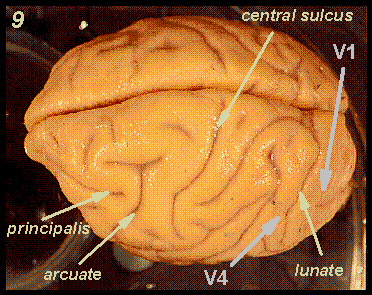 9
central sulcus
V1
principalis
arcuate
V4
lunate